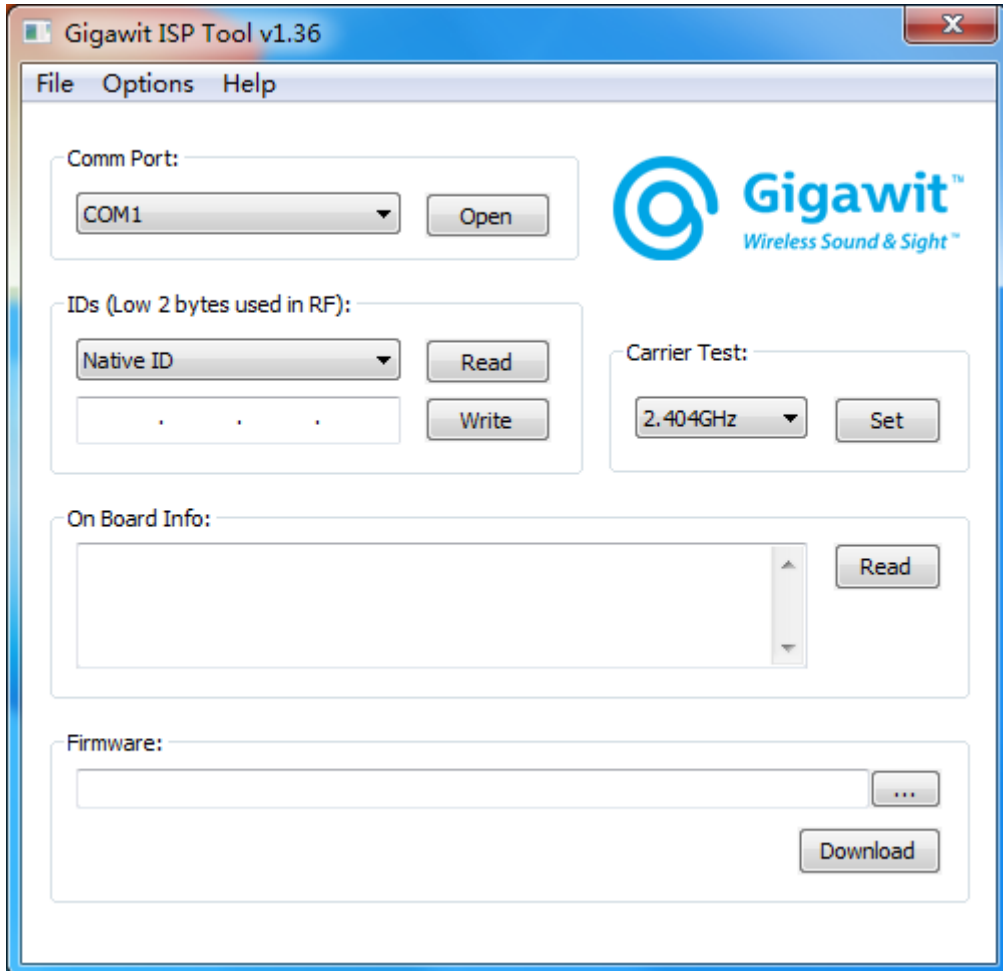 Gigawit ISP Tool v1.36
File Options Help
Comm Port:
COM1
Open
Gigawit™
Wireless Sound & Sight™
IDs (Low 2 bytes used in RF):
Native ID
Read
. . .
Write
Carrier Test:
2.404GHz
Set
On Board Info:
Read
Firmware:
...
Download